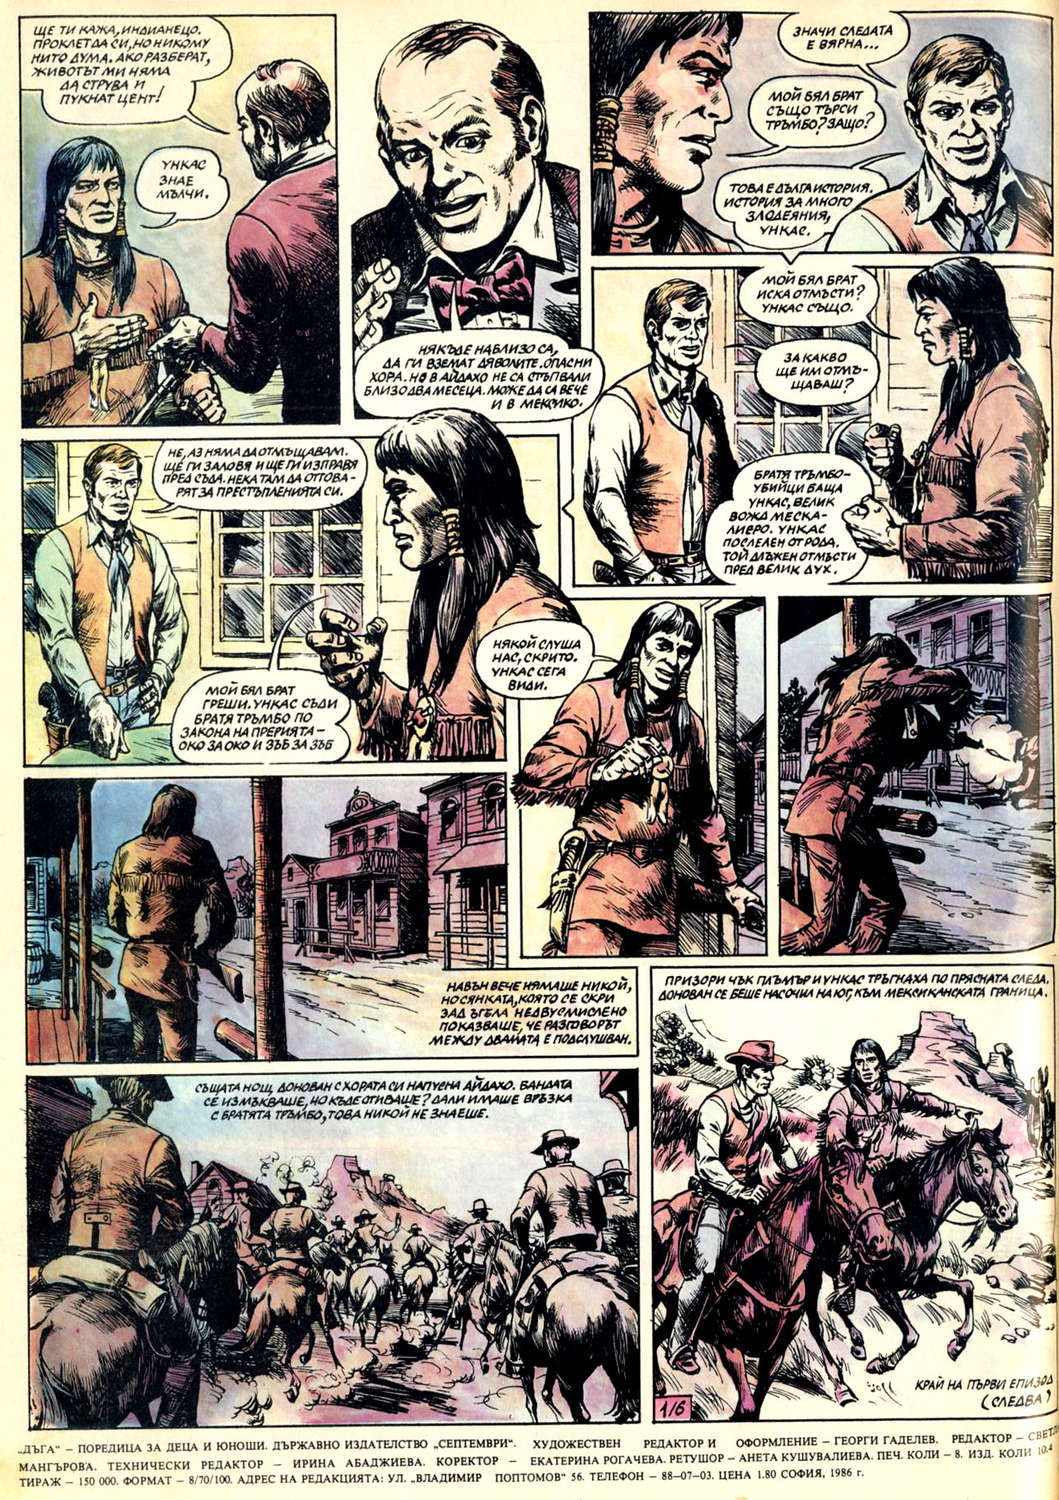 ЩЕ ТИ КАЖА, ИНДИАНЕЦО.
ПРОКЛЕТ ДА СИ, НО НИКОМУ
НИТО ДУМА. АКО РАЗБЕРАТ,
ЖИВОТЪТ МИ НЯМА
ДА СТРУВА И
ПУКНАТ ЦЕНТ!
УНКАС
ЗНАЕ
МЪЛЧИ.
НЯКЪДЕ НАБЛИЗО СА,
ДА ГИ ВЗЕМАТ ДЯВОЛИТЕ. ОПАСНИ
ХОРА. НО В АЙДАХО НЕ СА СТЪПВАЛИ
БЛИЗО ДВА МЕСЕЦА. МОЖЕ ДА СА ВЕЧЕ
И В МЕКСИКО.
ЗНАЧИ СЛЕДАТА
Е ВЯРНА...
МОЙ БЯЛ БРАТ
СЪЩО ТЪРСИ
ТРЪМБО? ЗАЩО?
ТОВА Е ДЪЛГА ИСТОРИЯ.
ИСТОРИЯ ЗА МНОГО
ЗЛОДЕЯНИЯ,
УНКАС.
МОЙ БЯЛ БРАТ
ИСКА ОТМЪСТИ?
УНКАС СЪЩО.
ЗА КАКВО
ЩЕ ИМ ОТМЪ-
ЩАВАШ?
БРАТЯ ТРЪМБО-
УБИЙЦИ БАЩА
УНКАС, ВЕЛИК
ВОЖД МЕСКА-
ЛИЕРО. УНКАС
ПОСЛЕДЕН ОТ РОДА,
ТОЙ ДЛЪЖЕН ОТМЪСТИ
ПРЕД ВЕЛИК ДУХ.
НЕ, АЗ НЯМА ДА ОТМЪЩАВАМ.
ЩЕ ГИ ЗАЛОВЯ И ЩЕ ГИ ИЗПРАВЯ
ПРЕД СЪДА. НЕКА ТАМ ДА ОТГОВА-
РЯТ ЗА ПРЕСТЪПЛЕНИЯТА СИ.
МОЙ БЯЛ БРАТ
ГРЕШИ. УНКАС СЪДИ
БРАТЯ ТРЪМБО ПО
ЗАКОНА НА ПРЕРИЯТА –
ОКО ЗА ОКО И ЗЪБ ЗА ЗЪБ
НЯКОЙ СЛУША
НАС, СКРИТО.
УНКАС СЕГА
ВИДИ.
НАВЪН ВЕЧЕ НЯМАШЕ НИКОЙ,
НО СЯНКАТА, КОЯТО СЕ СКРИ
ЗАД ЪГЪЛА НЕДВУСМИСЛЕНО
ПОКАЗВАШЕ, ЧЕ РАЗГОВОРЪТ
МЕЖДУ ДВАМАТА Е ПОДСЛУШВАН.
СЪЩАТА НОЩ, ДОНОВАН С ХОРАТА СИ НАПУСНА АЙДАХО. БАНДАТА
СЕ ИЗМЪКВАШЕ, НО КЪДЕ ОТИВАШЕ? ДАЛИ ИМАШЕ ВРЪЗКА
С БРАТЯТА ТРЪМБО, ТОВА НИКОЙ НЕ ЗНАЕШЕ.
ПРИЗОРИ ЧЪК ПЛЪМЪР И УНКАС ТРЪГНАХА ПО ПРЯСНАТА СЛЕДА.
ДОНОВАН СЕ БЕШЕ НАСОЧИЛ НА ЮГ, КЪМ МЕКСИКАНСКАТА ГРАНИЦА.
1/6
КРАЙ НА ПЪРВИ ЕПИЗОД
(СЛЕДВА)
„ДЪГА“ – ПОРЕДИЦА ЗА ДЕЦА И ЮНОШИ. ДЪРЖАВНО ИЗДАТЕЛСТВО „СЕПТЕМВРИ“. ХУДОЖЕСТВЕН РЕДАКТОР И ОФОРМЛЕНИЕ – ГЕОРГИ ГАДЕЛЕВ. РЕДАКТОР –
МАНГЪРОВА. ТЕХНИЧЕСКИ РЕДАКТОР – ИРИНА АБАДЖИЕВА. КОРЕКТОР – ЕКАТЕРИНА РОГАЧЕВА. РЕТУШОР – АНЕТА КУШУВАЛИЕВА. ПЕЧ. КОЛИ – 8. ИЗД. КОЛИ 10.4
ТИРАЖ – 150 000. ФОРМАТ – 8/70/100. АДРЕС НА РЕДАКЦИЯТА: УЛ. „ВЛАДИМИР ПОПТОМОВ“ 56. ТЕЛЕФОН – 88–07–03. ЦЕНА 1.80 СОФИЯ, 1986 г.